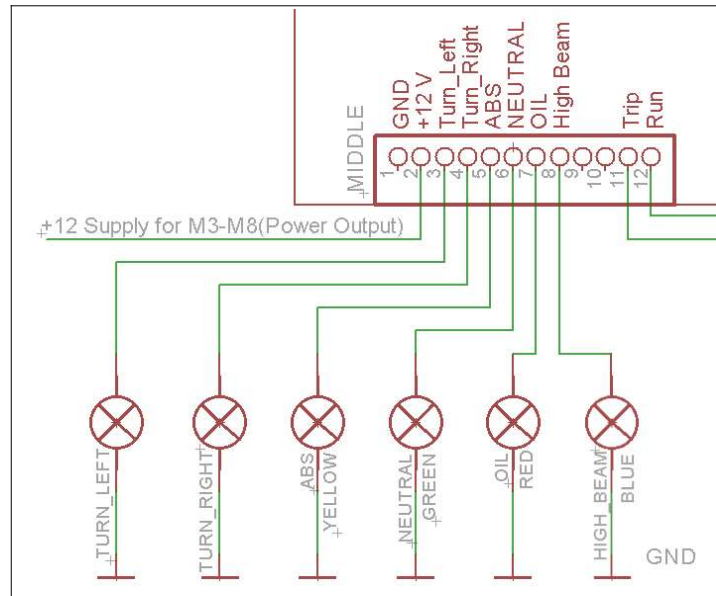 GND
+12 V
Turn_Left
Turn_Right
ABS
NEUTRAL
OIL
High Beam
Trip
Run
MIDDLE
1
2
3
4
5
6
7
8
9
10
11
12
+12 Supply for M3-M8(Power Output)
TURN_LEFT
TURN_RIGHT
ABS
YELLOW
NEUTRAL
GREEN
OIL
RED
HIGH_BEAM
BLUE
GND